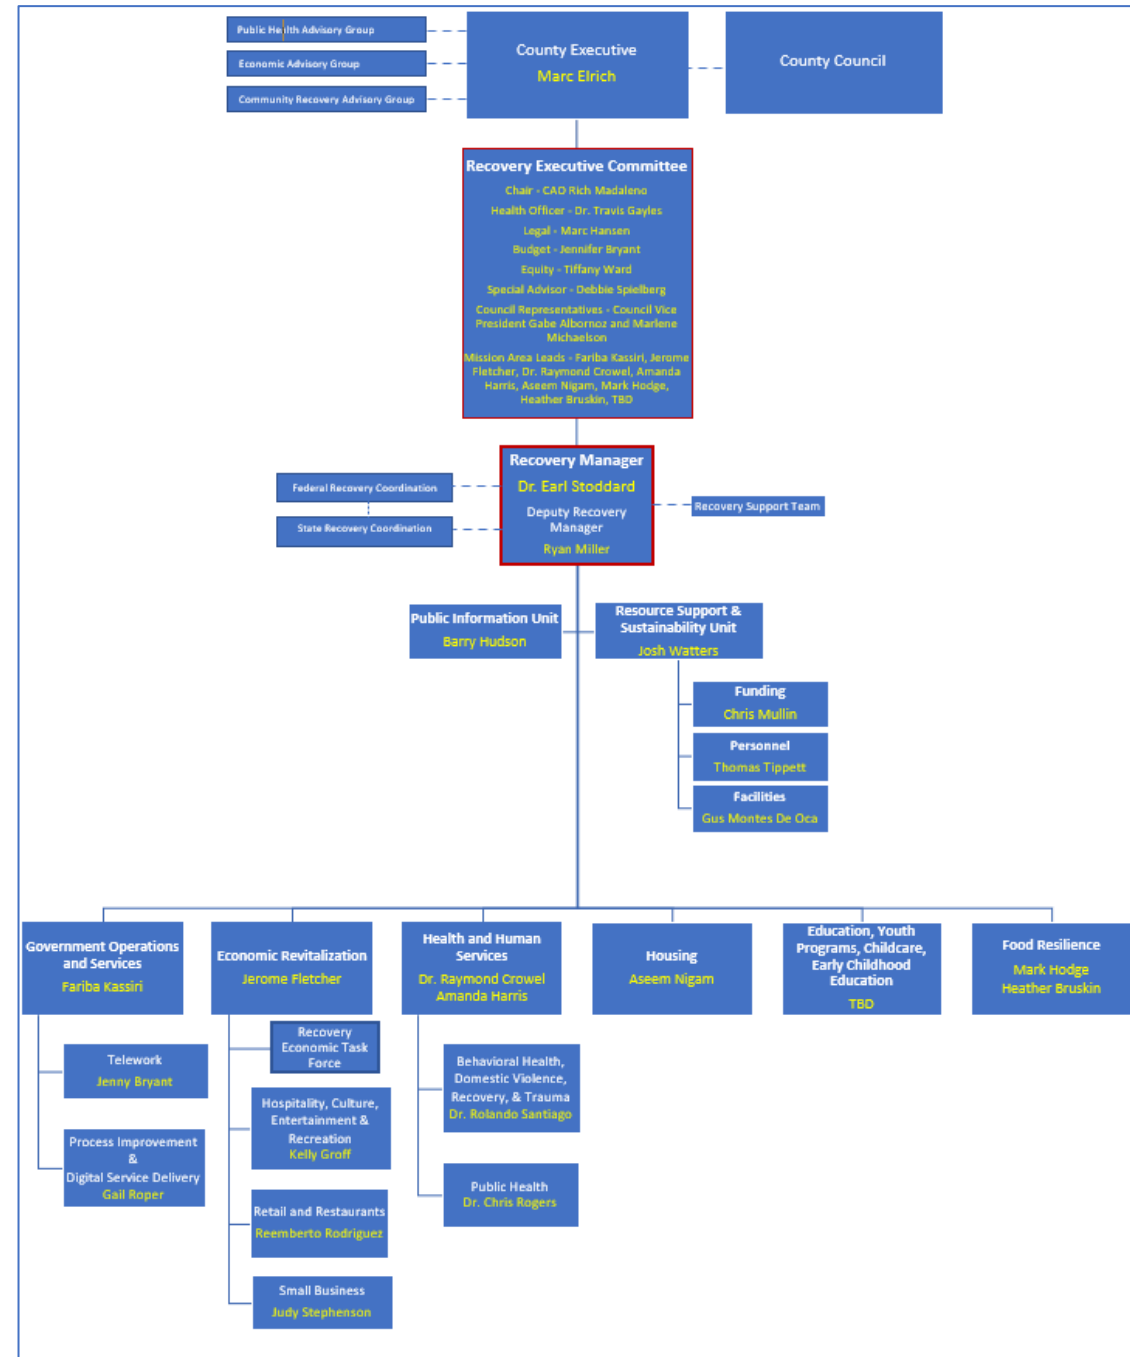 Public Health Advisory Group
Economic Advisory Group
Community Recovery Advisory Group
County Executive
Marc Elrich
County Council
Recovery Executive Committee
Chair - CAO Rich Madaleno
Health Officer - Dr. Travis Gayles
Legal - Marc Hansen
Budget - Jennifer Bryant
Equity - Tiffany Ward
Special Advisor - Debbie Spielberg
Council Representatives - Council Vice
President Gabe Albornoz and Marlene
Michaelson
Mission Area Leads - Fariba Kassiri, Jerome
Fletcher, Dr. Raymond Crowel, Amanda
Harris, Aseem Nigam, Mark Hodge,
Heather Bruskin, TBD
Recovery Manager
Dr. Earl Stoddard
Deputy Recovery
Manager
Ryan Miller
Federal Recovery Coordination
State Recovery Coordination
Recovery Support Team
Public Information Unit
Barry Hudson
Resource Support &
Sustainability Unit
Josh Watters
Funding
Chris Mullin
Personnel
Thomas Tippett
Facilities
Gus Montes De Oca
Government Operations
and Services
Fariba Kassiri
Telework
Jenny Bryant
Process Improvement
&
Digital Service Delivery
Gail Roper
Economic Revitalization
Jerome Fletcher
Recovery
Economic Task
Force
Hospitality, Culture,
Entertainment &
Recreation
Kelly Groff
Retail and Restaurants
Reemberto Rodriguez
Small Business
Judy Stephenson
Health and Human
Services
Dr. Raymond Crowel
Amanda Harris
Behavioral Health,
Domestic Violence,
Recovery, & Trauma
Dr. Rolando Santiago
Public Health
Dr. Chris Rogers
Housing
Aseem Nigam
Education, Youth
Programs, Childcare,
Early Childhood
Education
TBD
Food Resilience
Mark Hodge
Heather Bruskin